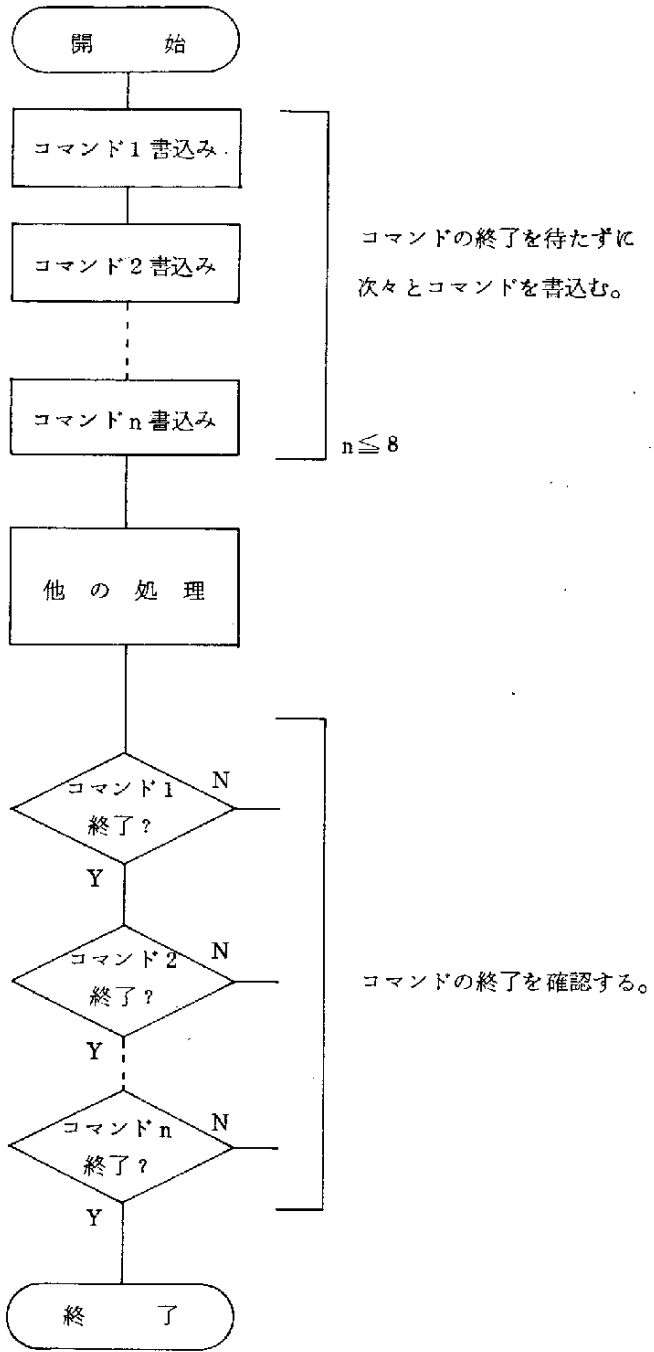 開 始
コマンド1書込み
コマンド2書込み
コマンドの終了を待たずに
次々とコマンドを書込む。
コマンドn書込み
n≦8
他の処理
コマンド1
終了?
N
Y
コマンド2
終了?
N
コマンドの終了を確認する。
Y
コマンドn
終了?
N
Y
終 了